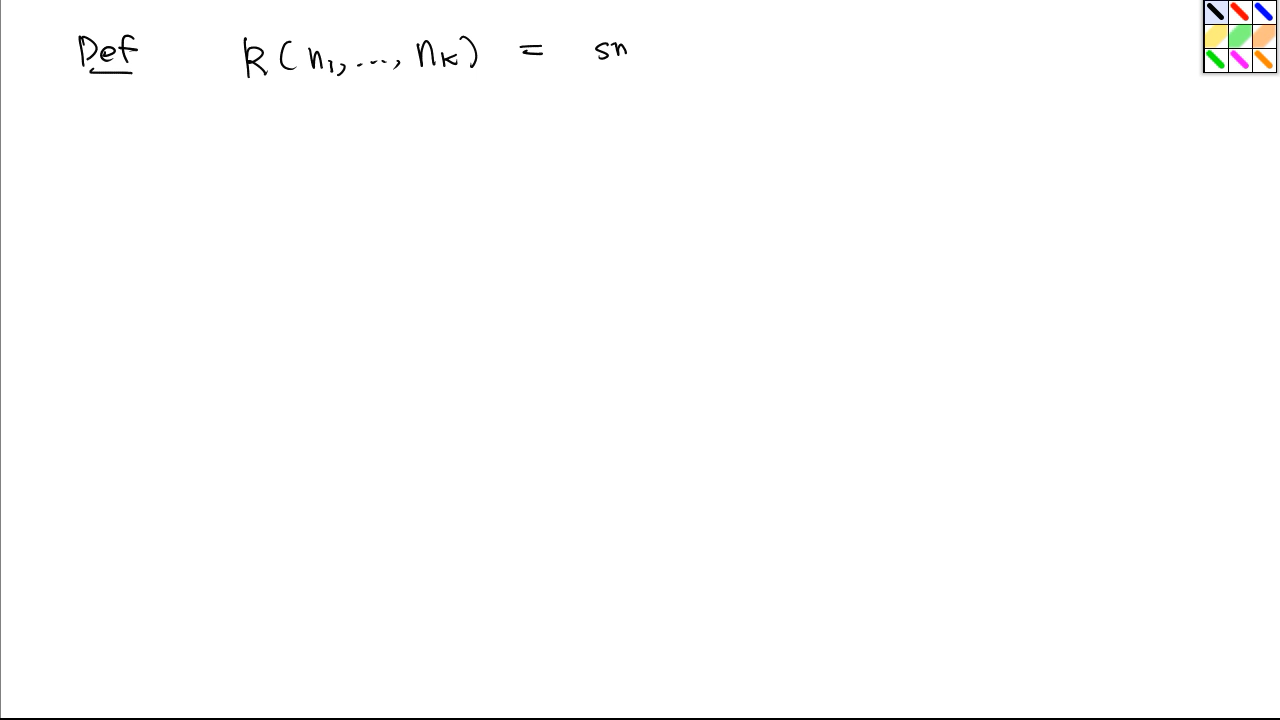 Def R(n₁, ..., nₖ) = sm